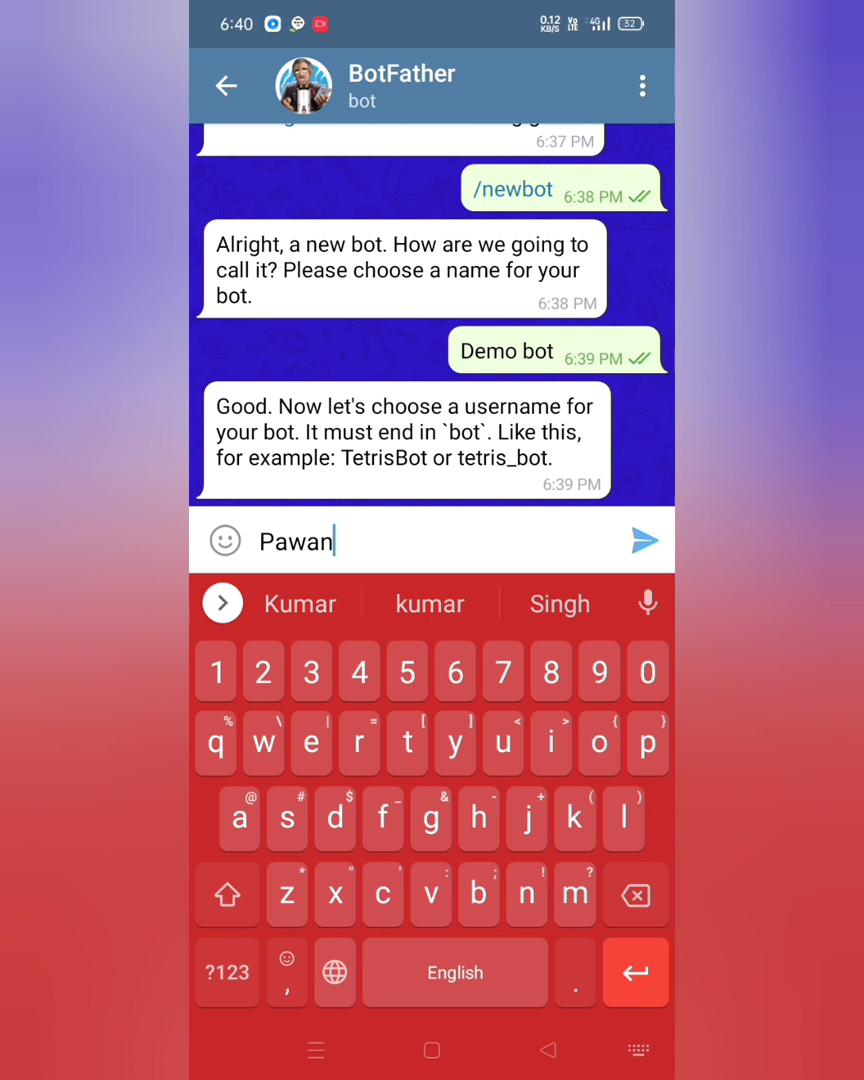 6:40 0.12 KB/S Vo LTE 4G 32
BotFather
bot
6:37 PM
/newbot 6:38 PM
Alright, a new bot. How are we going to
call it? Please choose a name for your
bot.
6:38 PM
Demo bot 6:39 PM
Good. Now let's choose a username for
your bot. It must end in `bot`. Like this,
for example: TetrisBot or tetris_bot.
6:39 PM
Pawan
Kumar kumar Singh
1 2 3 4 5 6 7 8 9 0
% \ | = [ ] < > { }
q w e r t y u i o p
@ # $ _ & - + ( )
a s d f g h j k l
* " ' : ; ! ?
z x c v b n m
?123 , English .